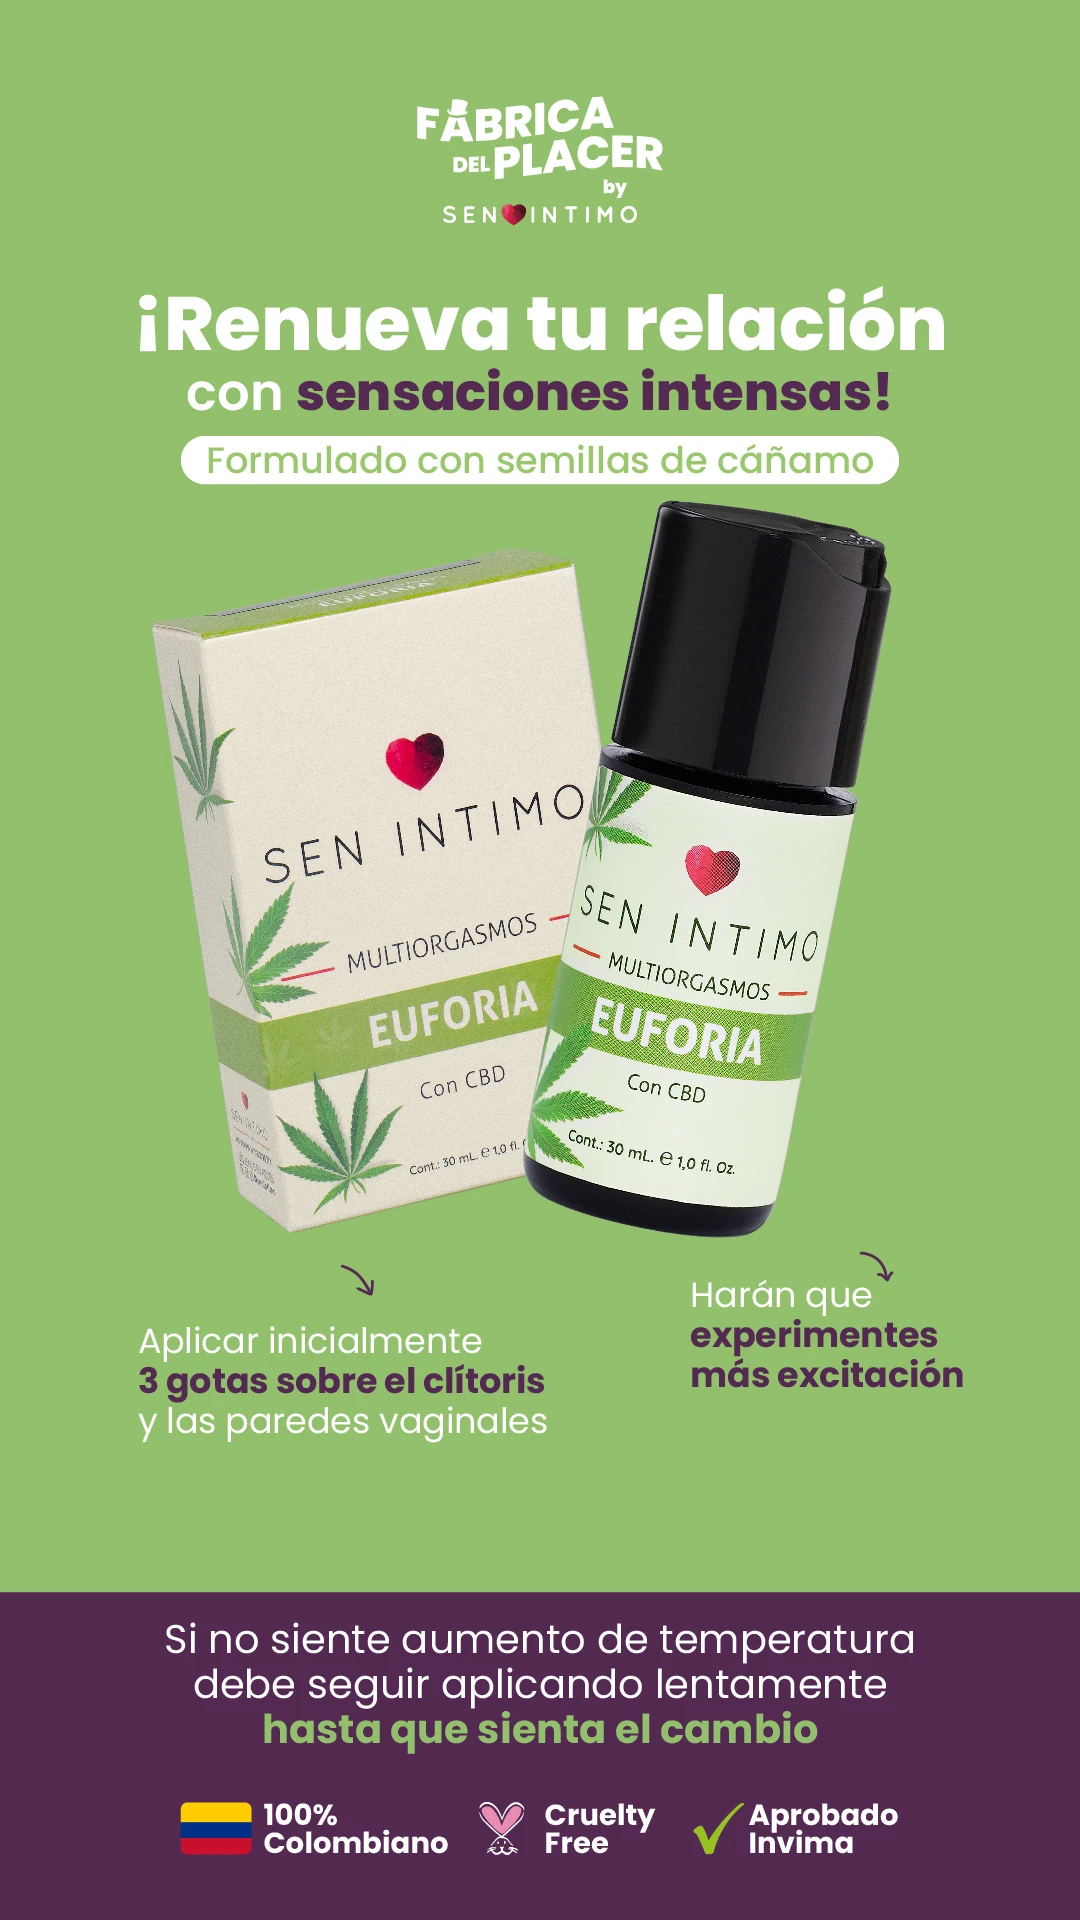 FÁBRICA
DEL PLACER
by
SEN INTIMO
¡Renueva tu relación
con sensaciones intensas!
Formulado con semillas de cáñamo
EUFORIA
SEN INTIMO
MULTIORGASMOS
EUFORIA
Con CBD
Cont.: 30 mL. e 1,0 fl.
SEN INTIMO
MULTIORGASMOS
EUFORIA
Con CBD
Cont.: 30 mL. e 1,0 fl. Oz.
Aplicar inicialmente
3 gotas sobre el clítoris
y las paredes vaginales
Harán que
experimentes
más excitación
Si no siente aumento de temperatura
debe seguir aplicando lentamente
hasta que sienta el cambio
100%
Colombiano
Cruelty
Free
Aprobado
Invima